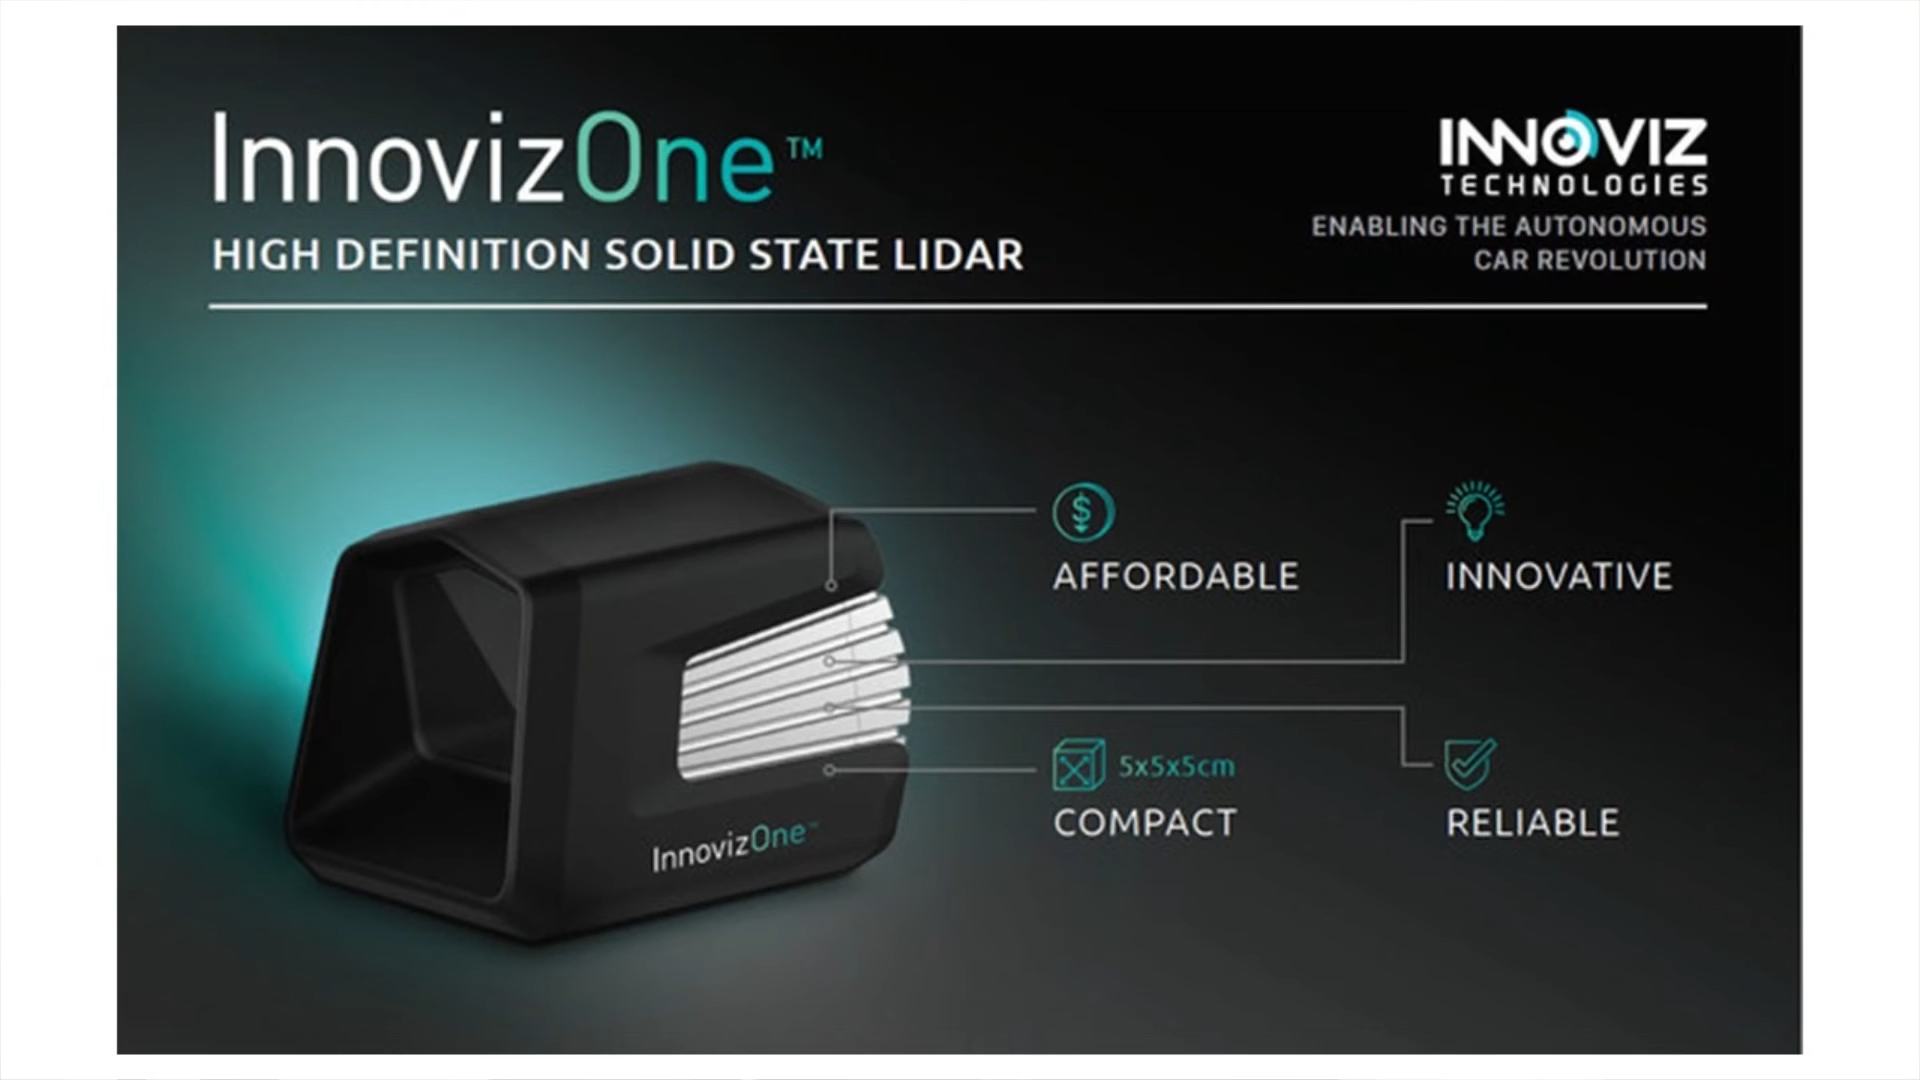 InnovizOne™
HIGH DEFINITION SOLID STATE LIDAR
INNOVIZ
TECHNOLOGIES
ENABLING THE AUTONOMOUS
CAR REVOLUTION
$
AFFORDABLE
INNOVATIVE
5x5x5cm
COMPACT
RELIABLE
InnovizOne™